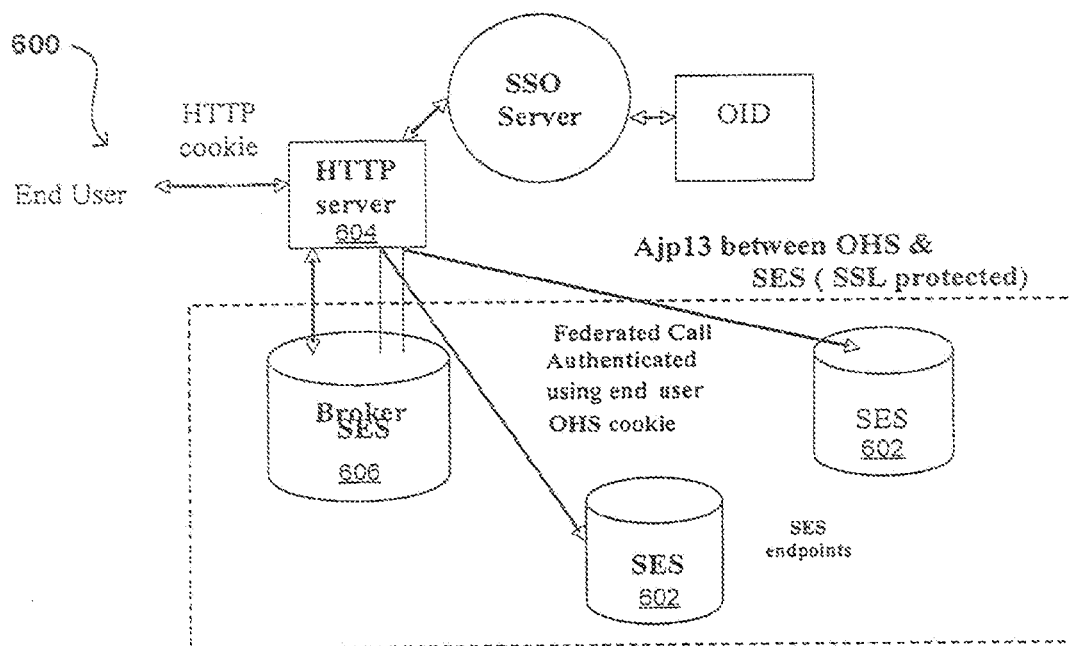 600
HTTP
cookie
End User
SSO
Server
OID
HTTP
server
604
Ajp13 between OHS &
SES ( SSL protected)
Federated Call
Authenticated
using end user
OHS cookie
Broker
SES
606
SES
602
SES
602
SES
endpoints